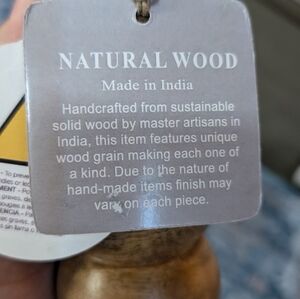 NATURAL WOOD
Made in India
Handcrafted from sustainable
solid wood by master artisans in
India, this item features unique
wood grain making each one of
a kind. Due to the nature of
hand-made items finish may
vary on each piece.